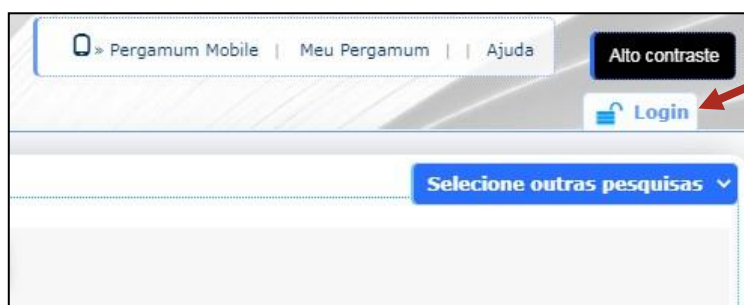 » Pergamum Mobile | Meu Pergamum | | Ajuda
Alto contraste
Login
Selecione outras pesquisas